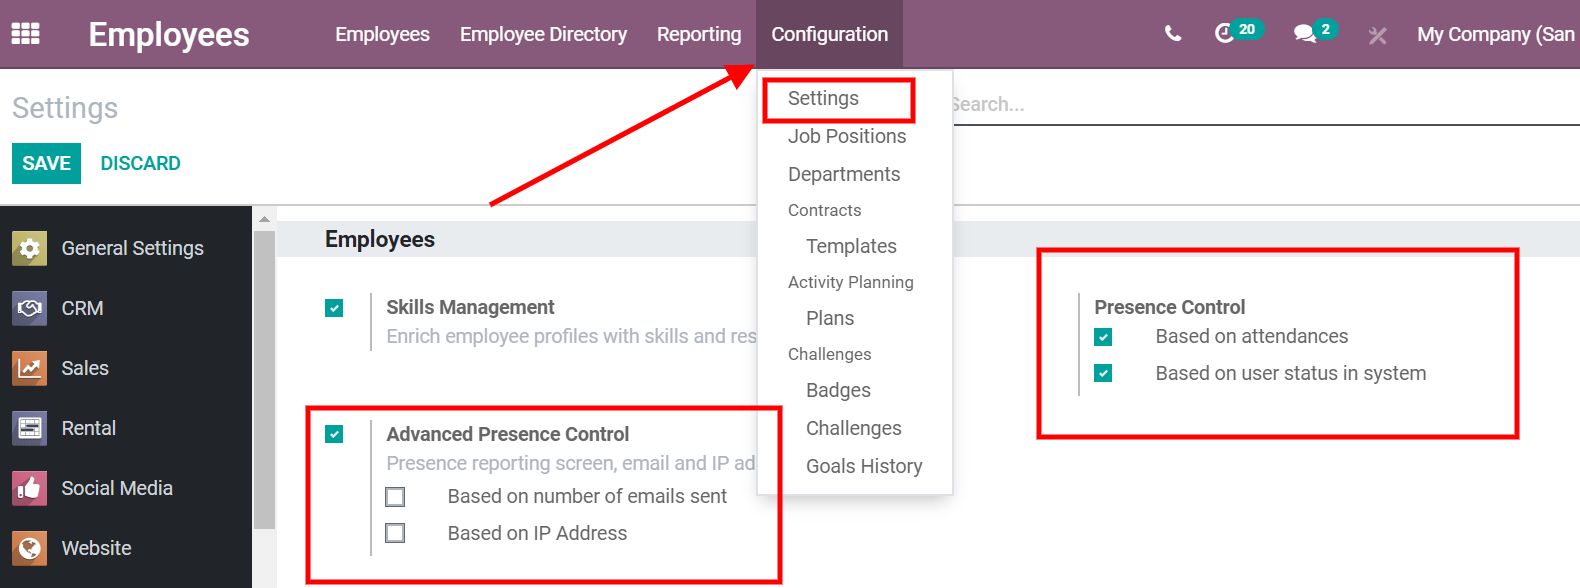 Employees
Employees Employee Directory Reporting Configuration
20
2
My Company (San
Settings
Search...
SAVE DISCARD
Settings
Job Positions
Departments
Contracts
Templates
Activity Planning
Plans
Challenges
Badges
Challenges
Goals History
General Settings
CRM
Sales
Rental
Social Media
Website
Employees
Skills Management
Enrich employee profiles with skills and res
Presence Control
Based on attendances
Based on user status in system
Advanced Presence Control
Presence reporting screen, email and IP ad
Based on number of emails sent
Based on IP Address